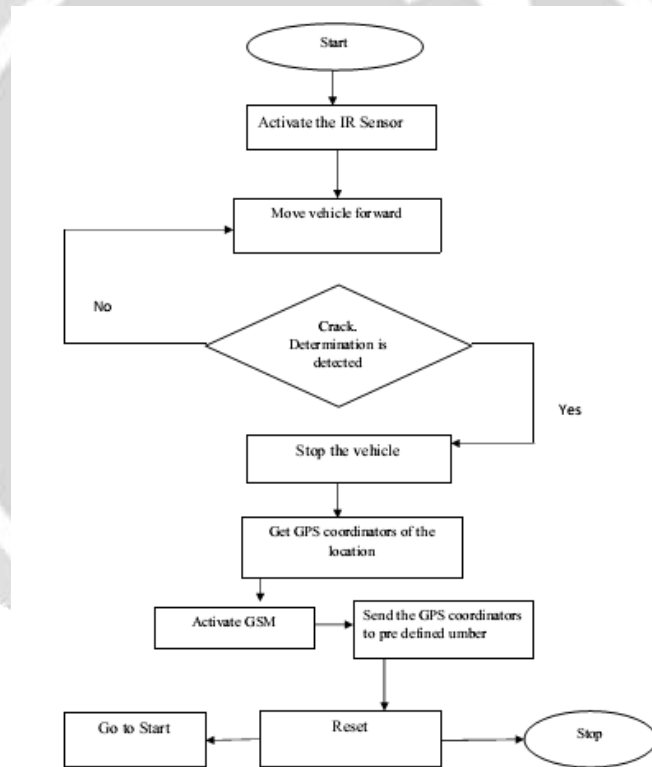 Start
Activate the IR Sensor
Move vehicle forward
No
Crack.
Determination is
detected
Yes
Stop the vehicle
Get GPS coordinators of the
location
Activate GSM
Send the GPS coordinators
to pre defined umber
Go to Start
Reset
Stop